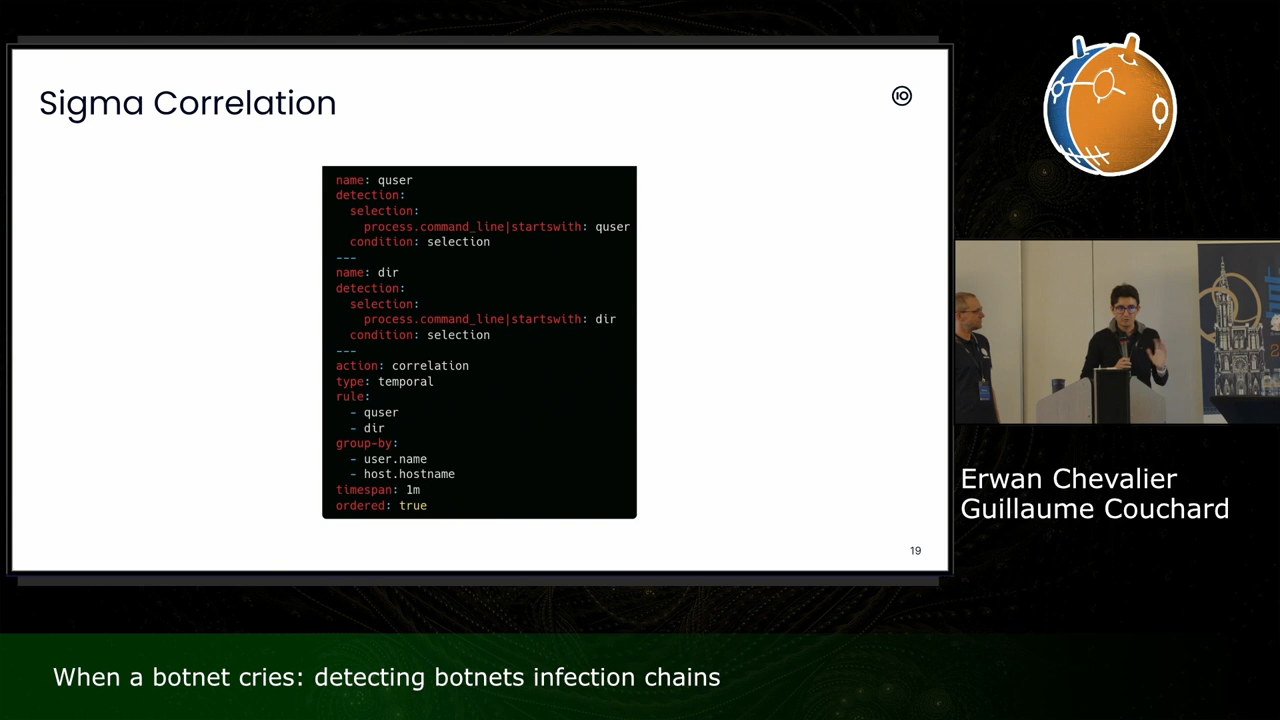 Sigma Correlation
name: quser
detection:
selection:
process.command_line|startswith: quser
condition: selection
---
name: dir
detection:
selection:
process.command_line|startswith: dir
condition: selection
---
action: correlation
type: temporal
rule:
- quser
- dir
group-by:
- user.name
- host.hostname
timespan: 1m
ordered: true
19
Erwan Chevalier
Guillaume Couchard
When a botnet cries: detecting botnets infection chains